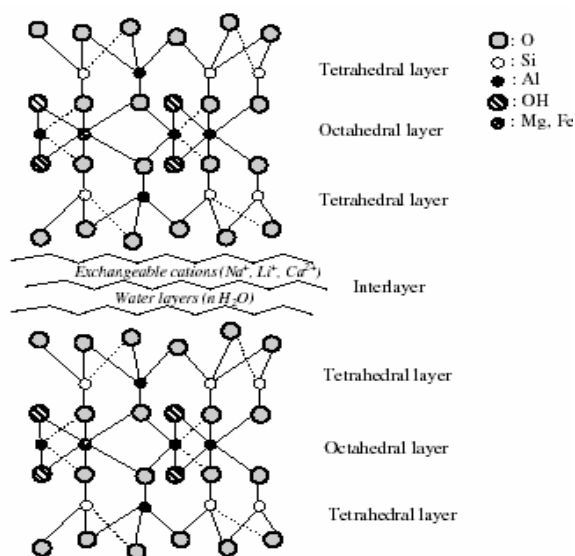 : O
: Si
: Al
: OH
: Mg, Fe
Tetrahedral layer
Octahedral layer
Tetrahedral layer
Exchangeable cations (Na⁺, Li⁺, Ca²⁺)
Water layers (n H₂O)
Interlayer
Tetrahedral layer
Octahedral layer
Tetrahedral layer